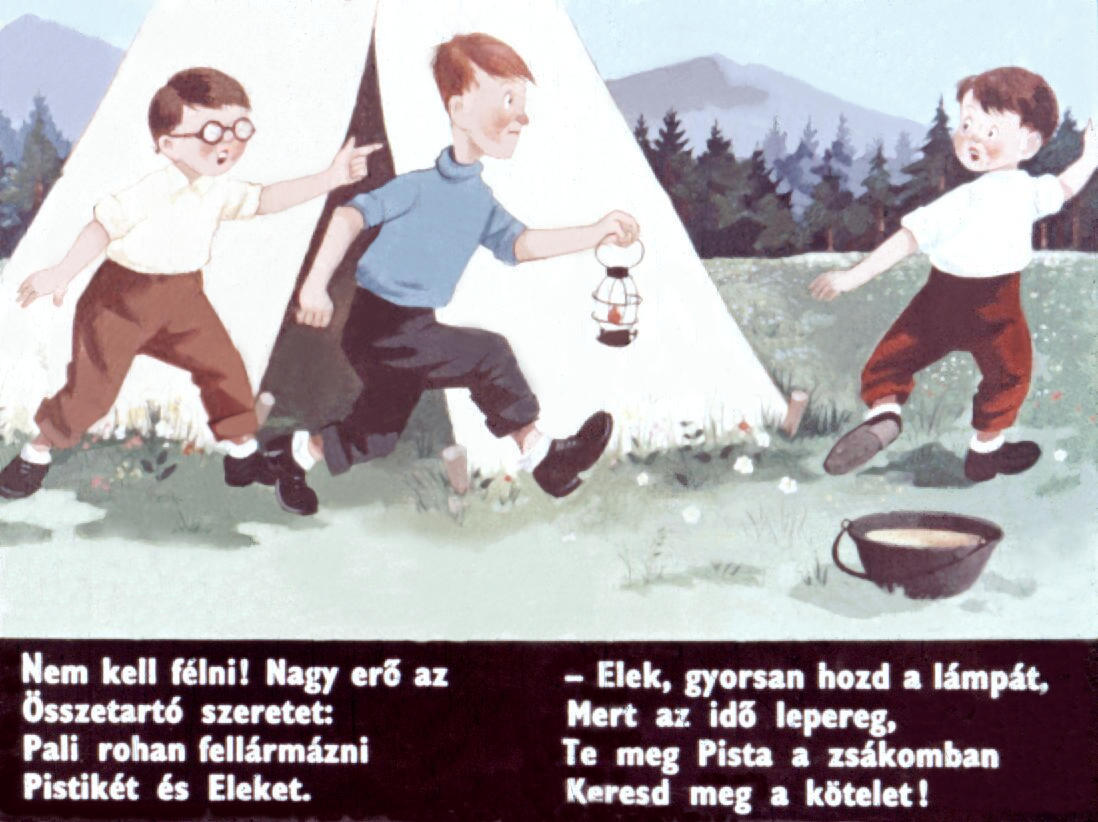 Nem kell félni! Nagy erő az
Összetartó szeretet:
Pali rohan fellármázni
Pistikét és Eleket.
– Elek, gyorsan hozd a lámpát,
Mert az idő lepereg,
Te meg Pista a zsákomban
Keresd meg a kötelet!